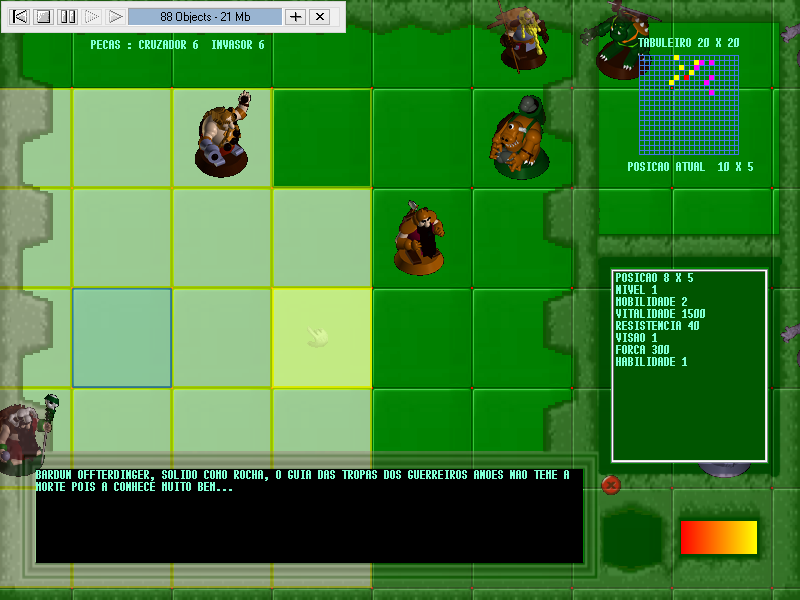 88 Objects - 21 Mb
PECAS : CRUZADOR 6  INVASOR 6
TABULEIRO 20 X 20
POSICAO ATUAL  10 X 5
POSICAO 8 X 5
NIVEL 1
MOBILIDADE 2
VITALIDADE 1500
RESISTENCIA 40
VISAO 1
FORCA 300
HABILIDADE 1
BARDUN OFFTERDINGER, SOLIDO COMO ROCHA, O GUIA DAS TROPAS DOS GUERREIROS ANOES NAO TEME A
MORTE POIS A CONHECE MUITO BEM...